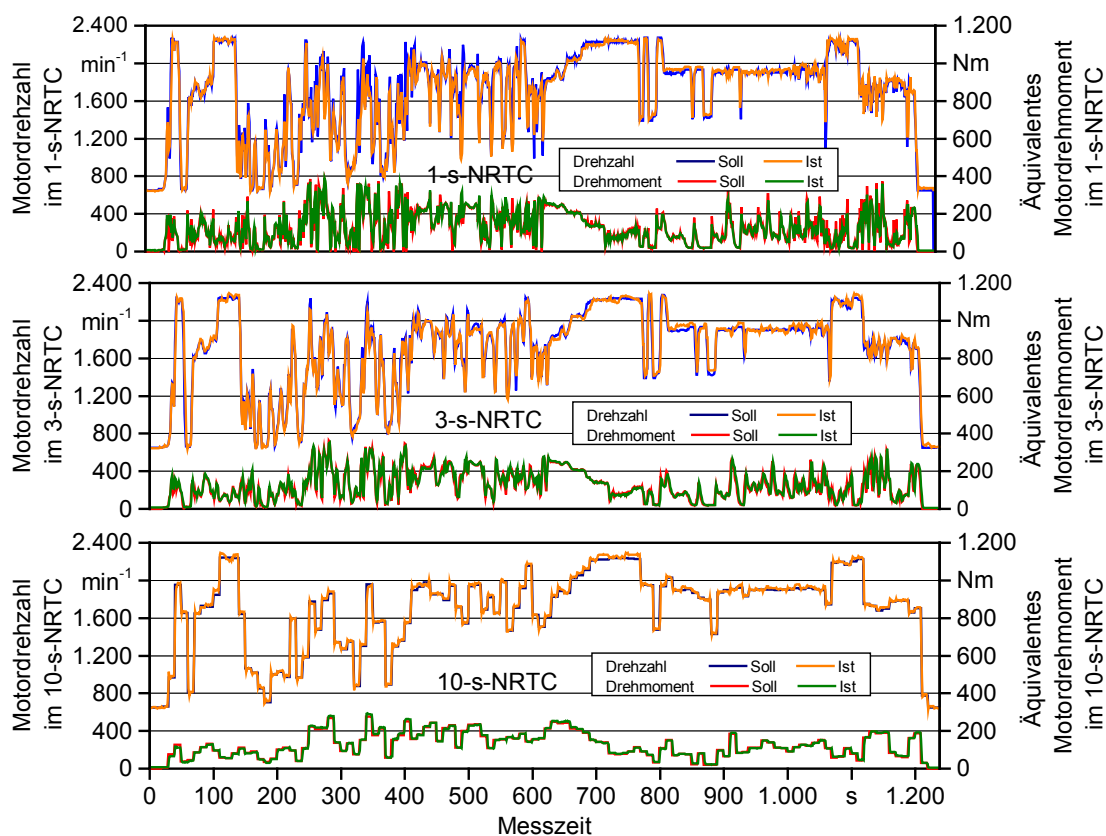 2.400
min-1
1.600
1.200
800
400
0
Motordrehzahl
im 1-s-NRTC
1.200
Nm
800
600
400
200
0
Äquivalentes
Motordrehmoment
im 1-s-NRTC
1-s-NRTC
Drehzahl Soll Ist
Drehmoment Soll Ist
2.400
min-1
1.600
1.200
800
400
0
Motordrehzahl
im 3-s-NRTC
1.200
Nm
800
600
400
200
0
Äquivalentes
Motordrehmoment
im 3-s-NRTC
3-s-NRTC
Drehzahl Soll Ist
Drehmoment Soll Ist
2.400
min-1
1.600
1.200
800
400
0
Motordrehzahl
im 10-s-NRTC
1.200
Nm
800
600
400
200
0
Äquivalentes
Motordrehmoment
im 10-s-NRTC
10-s-NRTC
Drehzahl Soll Ist
Drehmoment Soll Ist
0 100 200 300 400 500 600 700 800 900 1.000 s 1.200
Messzeit